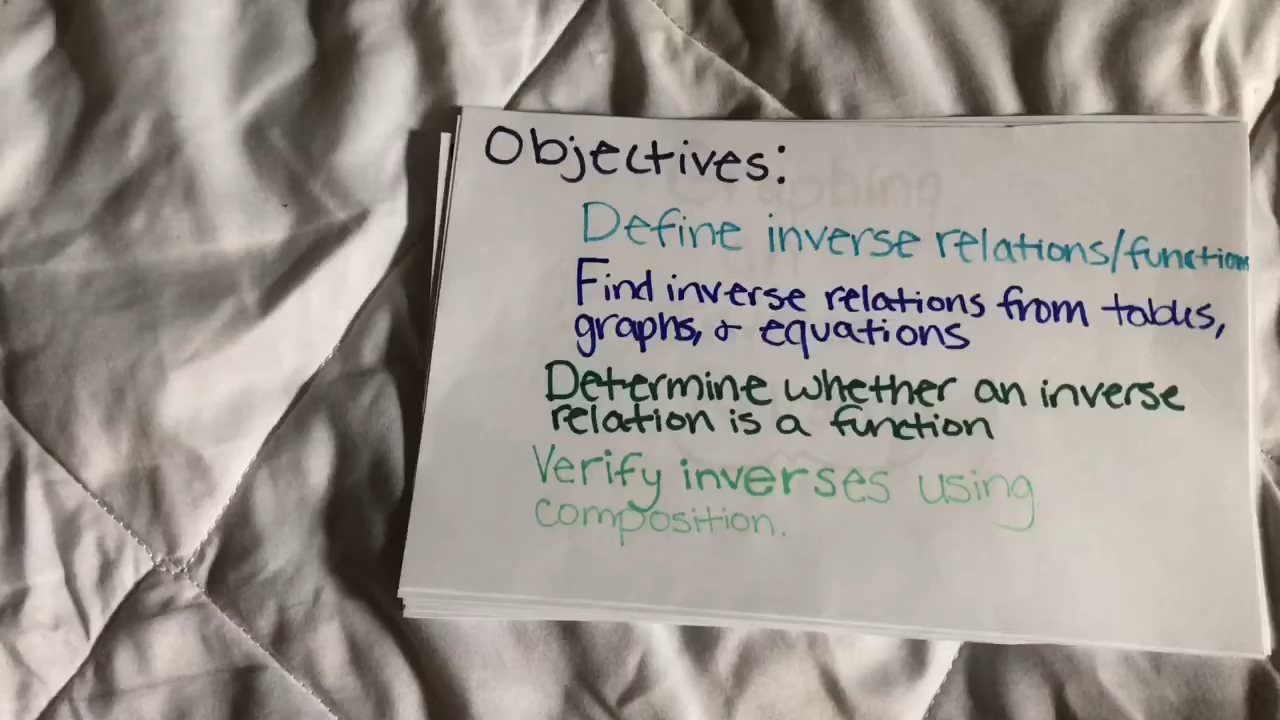 Objectives:
Define inverse relations/functions
Find inverse relations from tables,
graphs, & equations
Determine whether an inverse
relation is a function
Verify inverses using
composition.